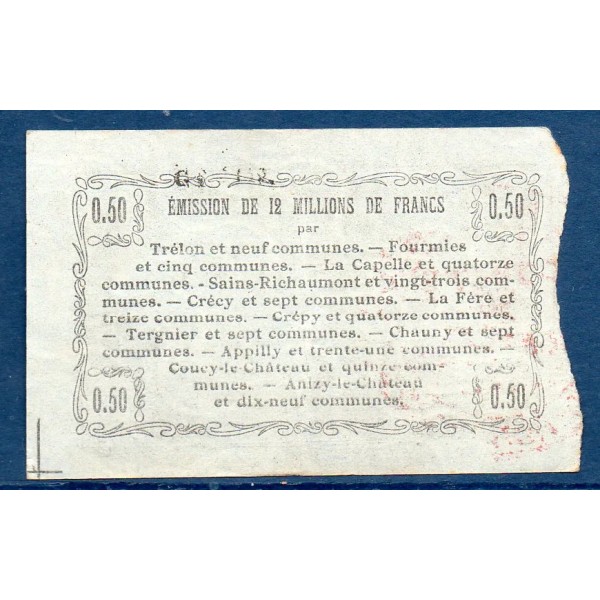 0.50 ÉMISSION DE 12 MILLIONS DE FRANCS 0.50
par
Trélon et neuf communes. — Fourmies
et cinq communes. — La Capelle et quatorze
communes. - Sains-Richaumont et vingt-trois com-
munes. — Crécy et sept communes. — La Fère et
treize communes. — Crépy et quatorze communes.
— Tergnier et sept communes. — Chauny et sept
communes. — Appilly et trente-une communes. —
Coucy-le-Château et quinze com-
munes. — Anizy-le-Château
0.50 et dix-neuf communes. 0.50